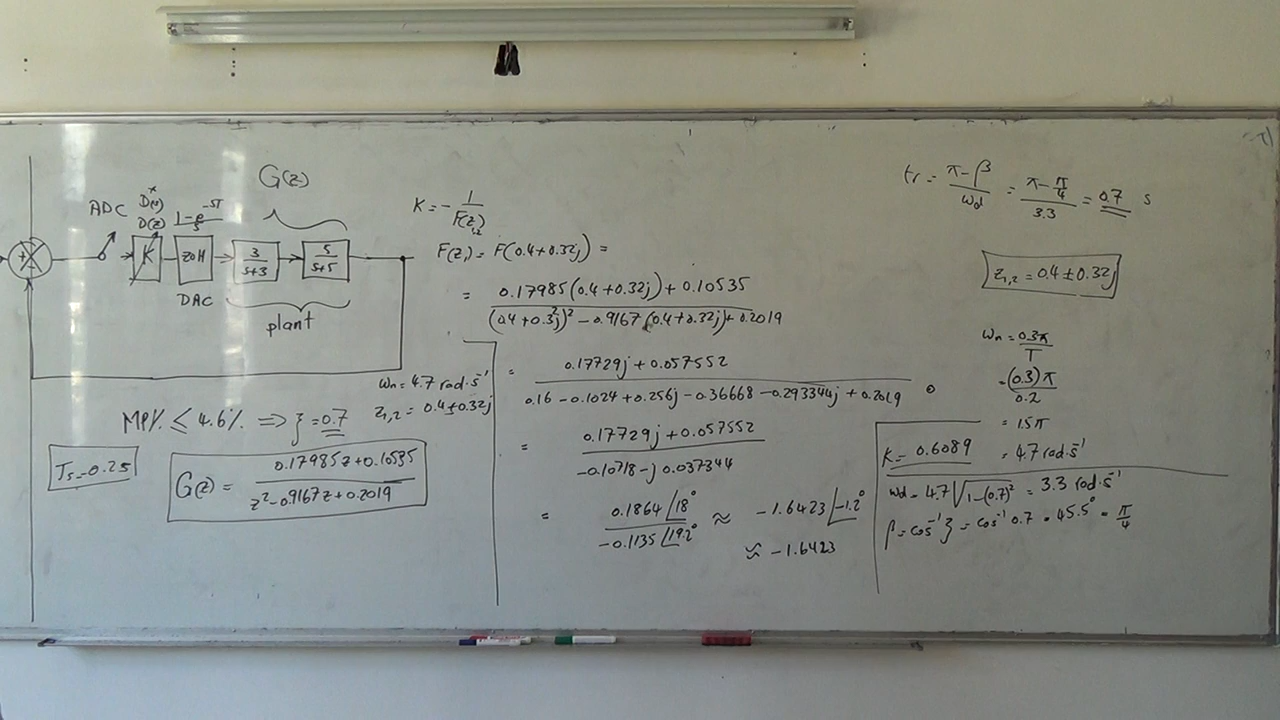 G(z)
ADC
D*(s)
D(z)
1-e^-sT / s
K
ZOH
3 / s+3
5 / s+5
DAC
plant
ωn = 4.7 rad·s⁻¹
z1,2 = 0.4±0.32j
MP% ≤ 4.6% ⇒ ξ = 0.7
Ts=0.2s
G(z) = 0.17985z+0.10535 / z²-0.9167z+0.2019
K = - 1 / F(z1,2)
F(z1) = F(0.4+0.32j) =
= 0.17985(0.4+0.32j)+0.10535 / (0.4+0.32j)² - 0.9167(0.4+0.32j)+0.2019
= 0.17729j+0.057552 / 0.16-0.1024+0.256j-0.36668-0.293344j+0.2019
= 0.17729j+0.057552 / -0.10718-j0.037344
= 0.1864∠18° / -0.1135∠19.2° ≈ -1.6423∠-1.2°
≈ -1.6423
tr = π-β / ωd = π-π/4 / 3.3 = 0.7 s
z1,2 = 0.4±0.32j
ωn = 0.3π / T
= (0.3)π / 0.2
= 15π
= 4.7 rad·s⁻¹
K = 0.6089
ωd = 4.7√1-(0.7)² = 3.3 rad·s⁻¹
β = cos⁻¹ξ = cos⁻¹0.7 = 45.5° = π/4